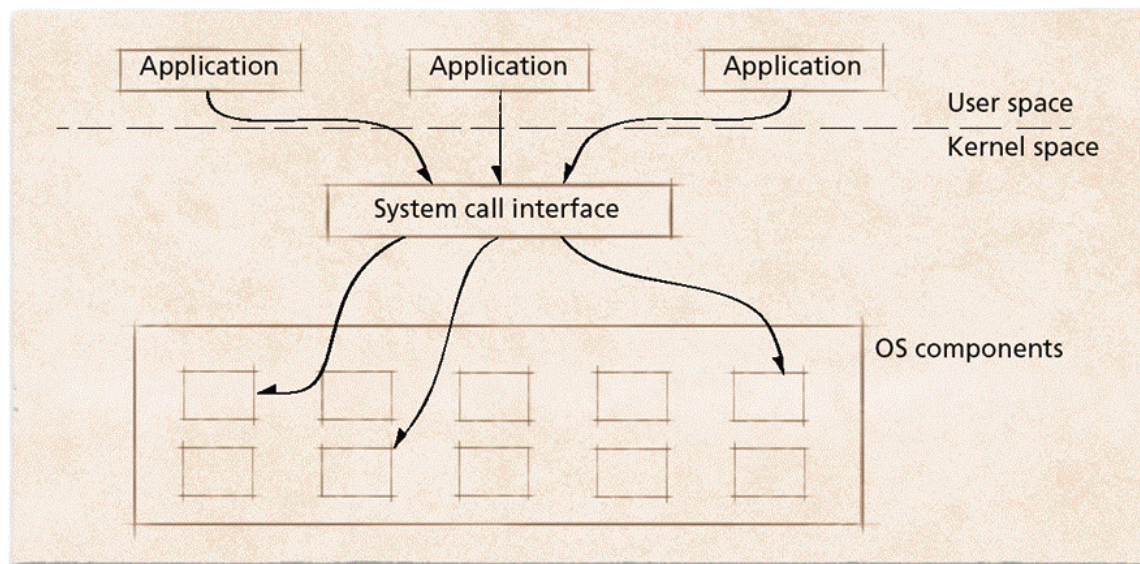 Application
Application
Application
User space
Kernel space
System call interface
OS components